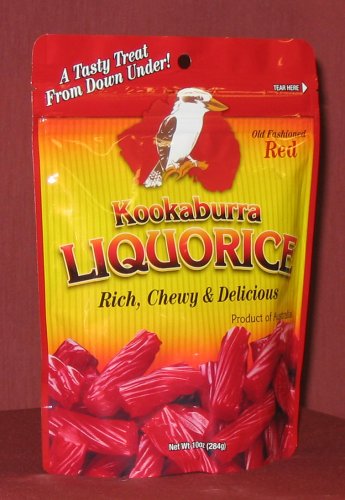 A Tasty Treat
From Down Under!
TEAR HERE
Old Fashioned
Red
Kookaburra
LIQUORICE
Rich, Chewy & Delicious
Product of Australia
Net Wt 10oz (284g)